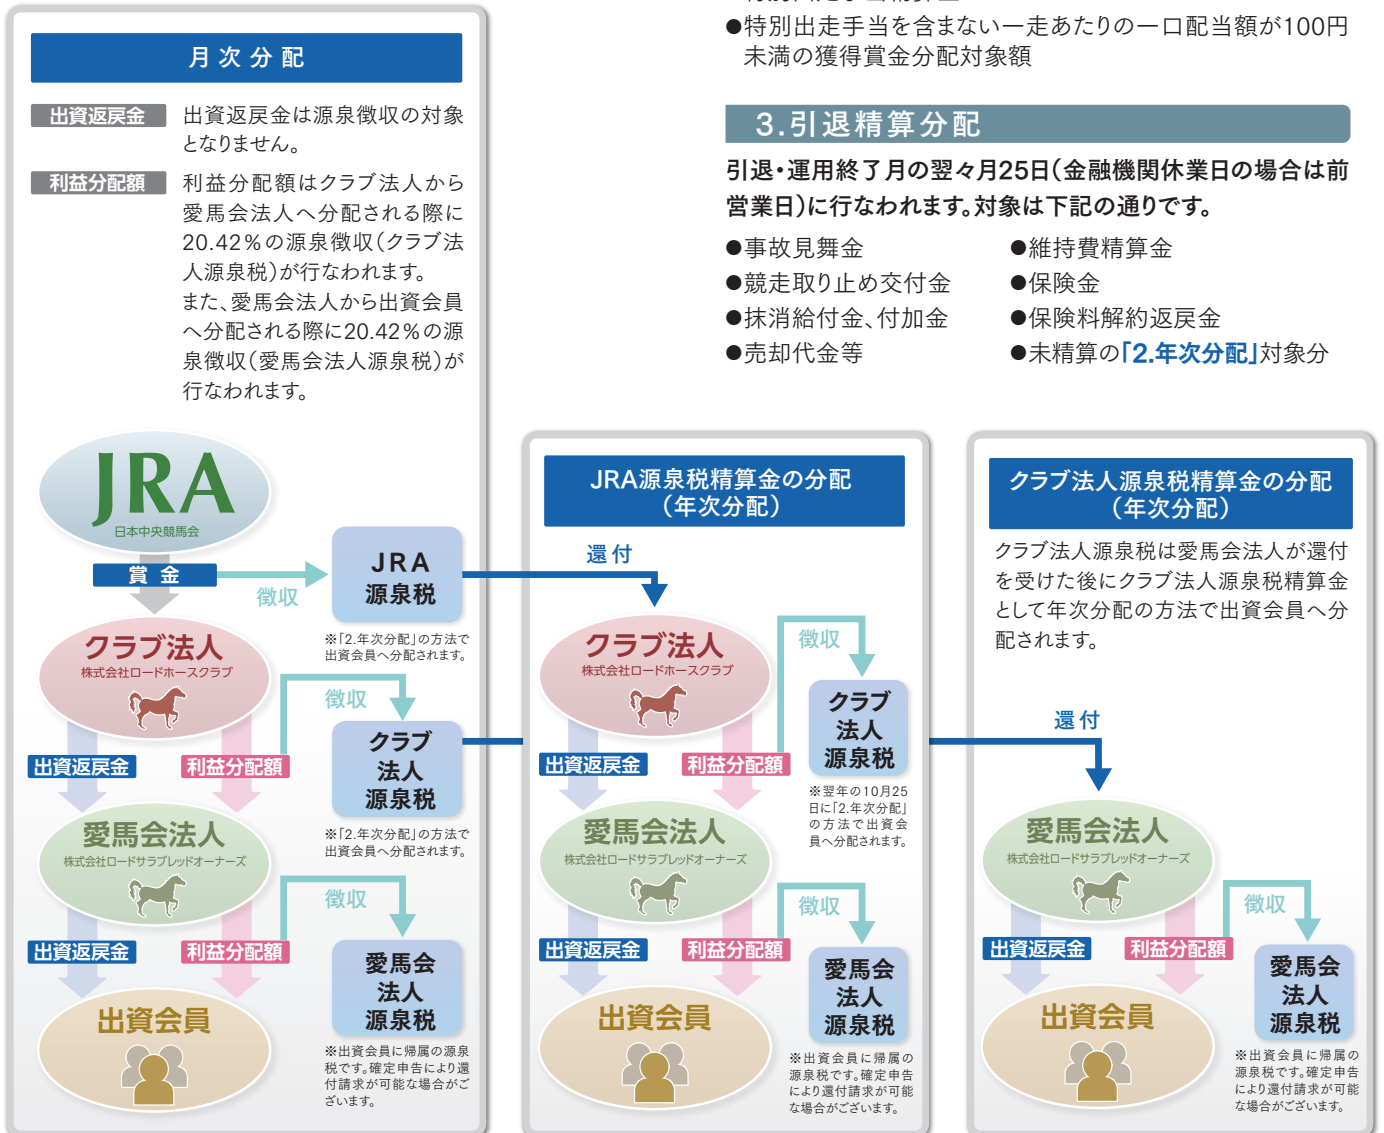 月次分配
出資返戻金
出資返戻金は源泉徴収の対象
となりません。
利益分配額
利益分配額はクラブ法人から
愛馬会法人へ分配される際に
20.42％の源泉徴収（クラブ法
人源泉税）が行なわれます。
また、愛馬会法人から出資会員
へ分配される際に20.42％の源
泉徴収（愛馬会法人源泉税）が
行なわれます。
JRA
日本中央競馬会
賞金
徴収
JRA
源泉税
※「2.年次分配」の方法で
出資会員へ分配されます。
クラブ法人
株式会社ロードホースクラブ
徴収
クラブ
法人
源泉税
※「2.年次分配」の方法で
出資会員へ分配されます。
出資返戻金
利益分配額
愛馬会法人
株式会社ロードサラブレッドオーナーズ
徴収
愛馬会
法人
源泉税
※出資会員に帰属の源泉
税です。確定申告により還
付請求が可能な場合がご
ざいます。
出資返戻金
利益分配額
出資会員
●特別出走手当を含まない一走あたりの一口配当額が100円
未満の獲得賞金分配対象額
3.引退精算分配
引退・運用終了月の翌々月25日（金融機関休業日の場合は前
営業日）に行なわれます。対象は下記の通りです。
●事故見舞金
●競走取り止め交付金
●抹消給付金、付加金
●売却代金等
●維持費精算金
●保険金
●保険料解約返戻金
●未精算の「2.年次分配」対象分
JRA源泉税精算金の分配
（年次分配）
還付
クラブ法人
株式会社ロードホースクラブ
徴収
クラブ
法人
源泉税
※翌年の10月25
日に「2.年次分配」
の方法で出資会
員へ分配されます。
出資返戻金
利益分配額
愛馬会法人
株式会社ロードサラブレッドオーナーズ
徴収
愛馬会
法人
源泉税
※出資会員に帰属の
源泉税です。確定申告
により還付請求が可能
な場合がございます。
出資返戻金
利益分配額
出資会員
クラブ法人源泉税精算金の分配
（年次分配）
クラブ法人源泉税は愛馬会法人が還付
を受けた後にクラブ法人源泉税精算金
として年次分配の方法で出資会員へ分
配されます。
還付
愛馬会法人
株式会社ロードサラブレッドオーナーズ
徴収
愛馬会
法人
源泉税
※出資会員に帰属の
源泉税です。確定申告
により還付請求が可能
な場合がございます。
出資返戻金
利益分配額
出資会員